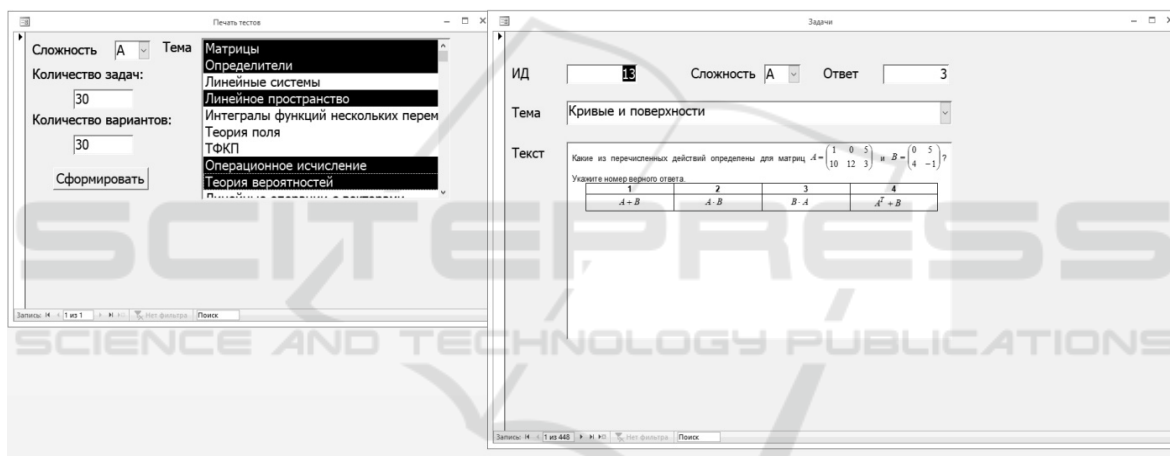 Печать тестов
Сложность A Тема
Матрицы
Определители
Линейные системы
Линейное пространство
Интегралы функций нескольких перем
Теория поля
ТФКП
Операционное исчисление
Теория вероятностей
Количество задач:
30
Количество вариантов:
30
Сформировать
Запись: 1 из 1 Нет фильтра Поиск
Задачи
ИД 13 Сложность A Ответ 3
Тема Кривые и поверхности
Текст
Какие из перечисленных действий определены для матриц A = (1 0 5; 10 12 3) и B = (0 5; 4 -1)?
Укажите номер верного ответа.
1 2 3 4
A + B A · B B · A A^T + B
Запись: 1 из 448 Нет фильтра Поиск
SCITEPRESS
SCIENCE AND TECHNOLOGY PUBLICATIONS